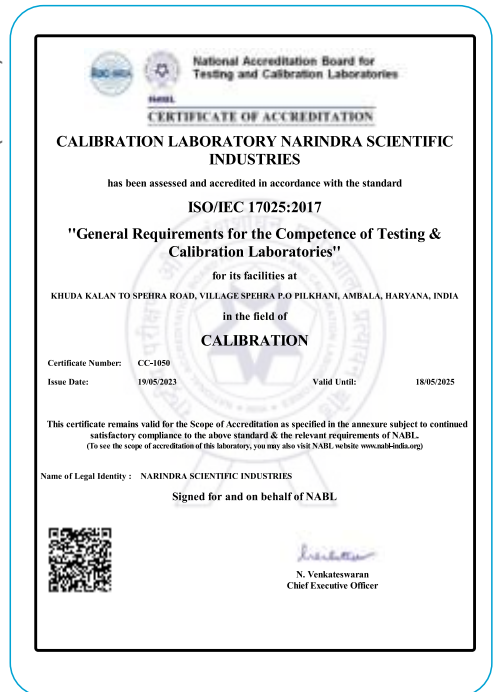 National Accreditation Board for
Testing and Calibration Laboratories
NABL
CERTIFICATE OF ACCREDITATION
CALIBRATION LABORATORY NARINDRA SCIENTIFIC
INDUSTRIES
has been assessed and accredited in accordance with the standard
ISO/IEC 17025:2017
"General Requirements for the Competence of Testing &
Calibration Laboratories"
for its facilities at
KHUDA KALAN TO SPEHRA ROAD, VILLAGE SPEHRA P.O PILKHANI, AMBALA, HARYANA, INDIA
in the field of
CALIBRATION
Certificate Number: CC-1050
Issue Date: 19/05/2023 Valid Until: 18/05/2025
This certificate remains valid for the Scope of Accreditation as specified in the annexure subject to continued
satisfactory compliance to the above standard & the relevant requirements of NABL.
(To see the scope of accreditation of this laboratory, you may also visit NABL website www.nabl-india.org)
Name of Legal Identity : NARINDRA SCIENTIFIC INDUSTRIES
Signed for and on behalf of NABL
N. Venkateswaran
Chief Executive Officer